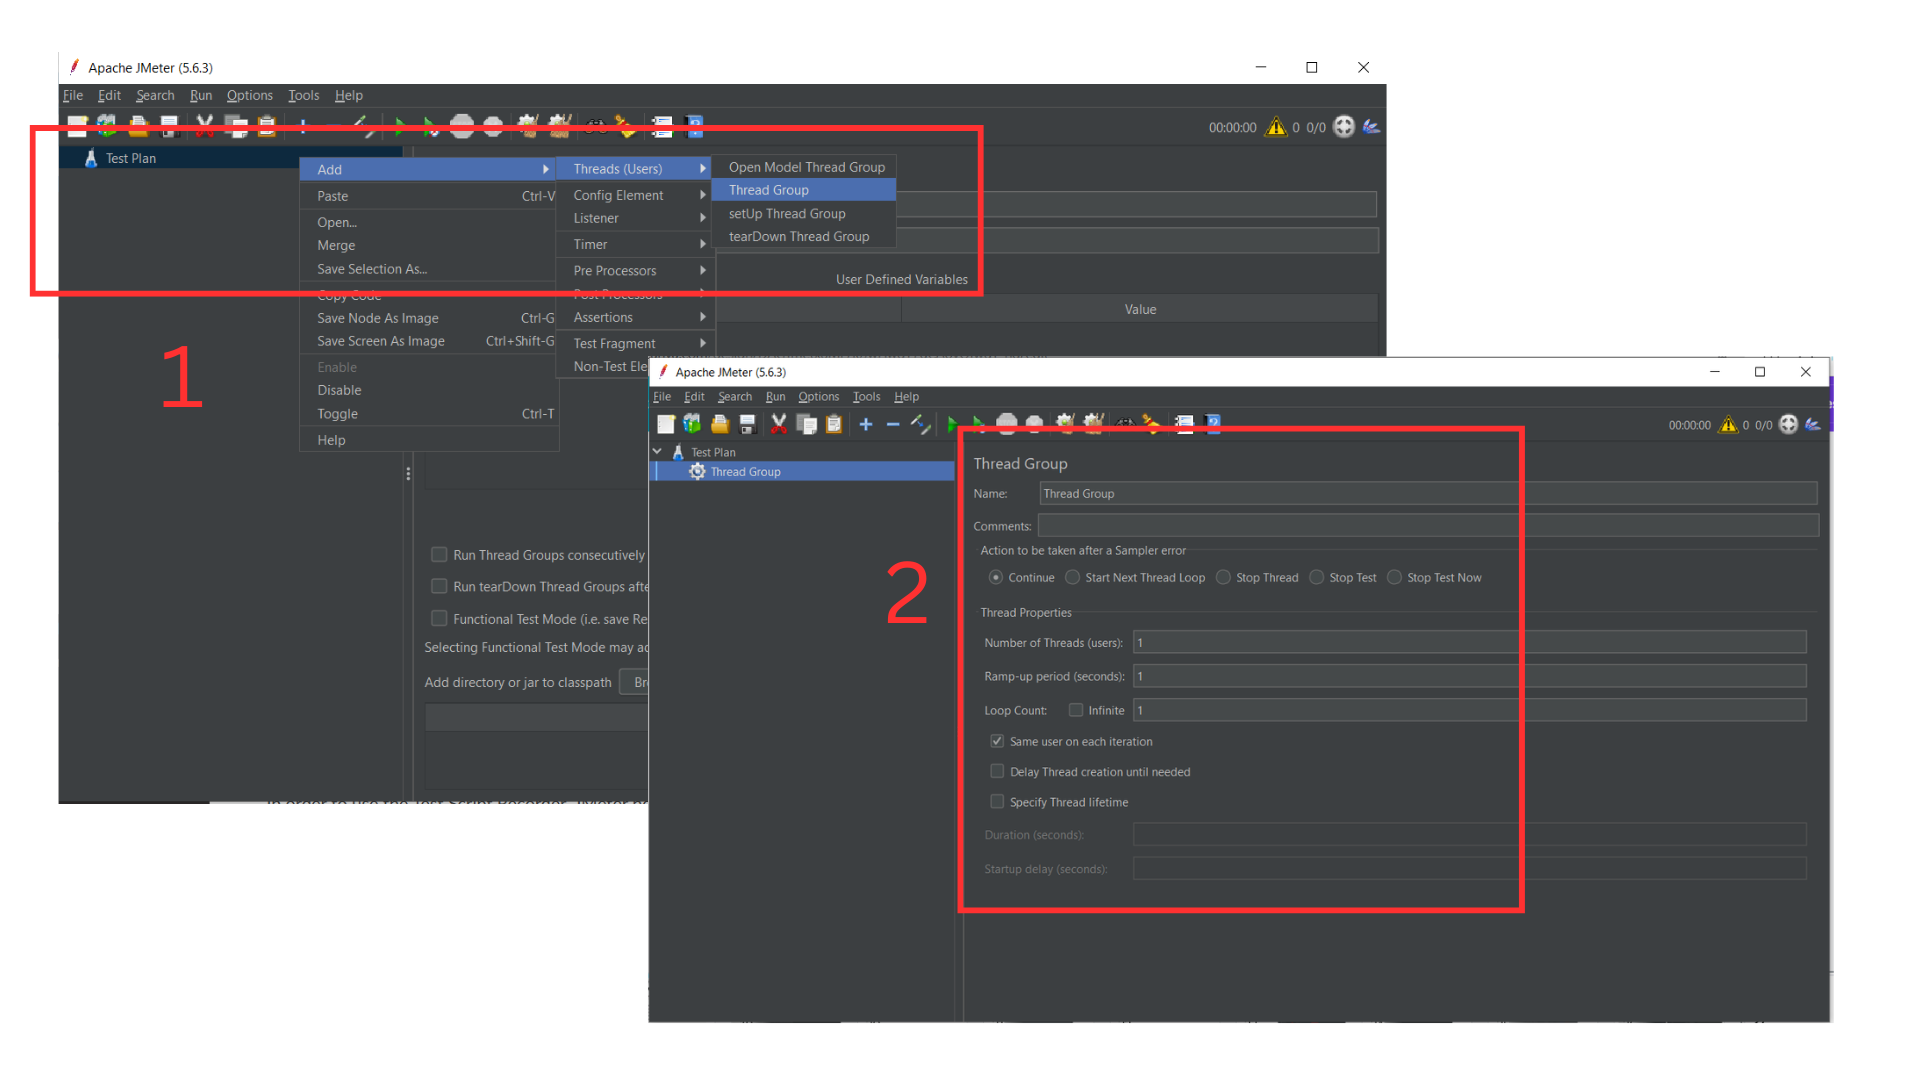 Apache JMeter (5.6.3)
File Edit Search Run Options Tools Help
00:00:00 0 0/0
Test Plan
Add
Paste Ctrl-V
Open...
Merge
Save Selection As...
Copy Code
Save Node As Image Ctrl-G
Save Screen As Image Ctrl+Shift-G
Enable
Disable
Toggle Ctrl-T
Help
Threads (Users)
Config Element
Listener
Timer
Pre Processors
Post Processors
Assertions
Test Fragment
Non-Test Ele
Open Model Thread Group
Thread Group
setUp Thread Group
tearDown Thread Group
User Defined Variables
Value
1
Run Thread Groups consecutively
Run tearDown Thread Groups afte
Functional Test Mode (i.e. save Re
Selecting Functional Test Mode may ad
Add directory or jar to classpath Br
Apache JMeter (5.6.3)
File Edit Search Run Options Tools Help
00:00:00 0 0/0
Test Plan
Thread Group
2
Thread Group
Name: Thread Group
Comments:
Action to be taken after a Sampler error
Continue Start Next Thread Loop Stop Thread Stop Test Stop Test Now
Thread Properties
Number of Threads (users): 1
Ramp-up period (seconds): 1
Loop Count: Infinite 1
Same user on each iteration
Delay Thread creation until needed
Specify Thread lifetime
Duration (seconds):
Startup delay (seconds):